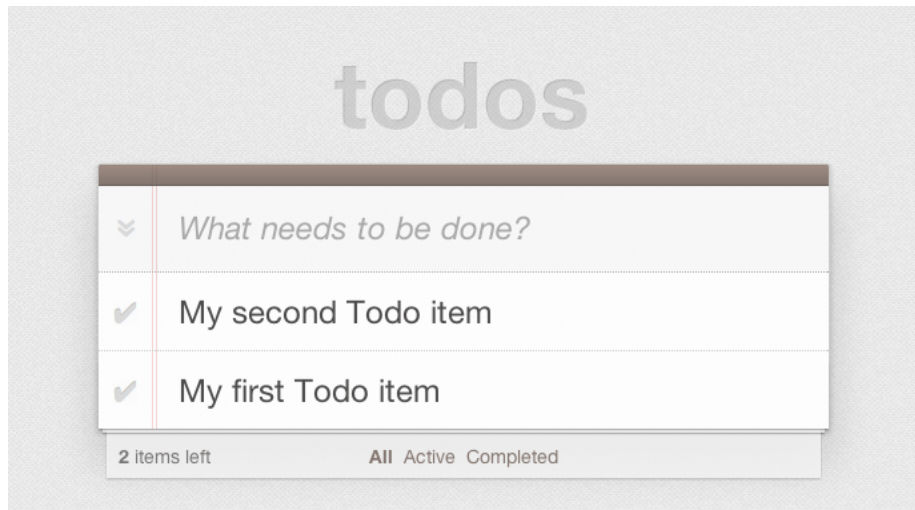 todos
What needs to be done?
My second Todo item
My first Todo item
2 items left All Active Completed